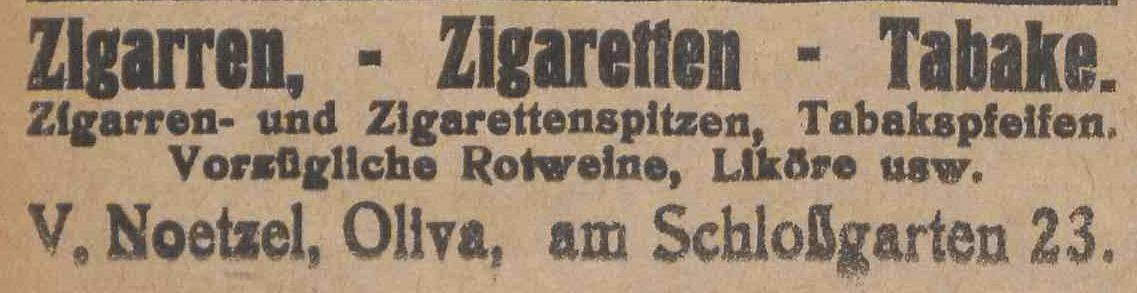 Zigarren, - Zigaretten - Tabake.
Zigarren- und Zigarettenspitzen, Tabakspfeifen.
Vorzügliche Rotweine, Liköre usw.
V. Noetzel, Oliva, am Schloßgarten 23.